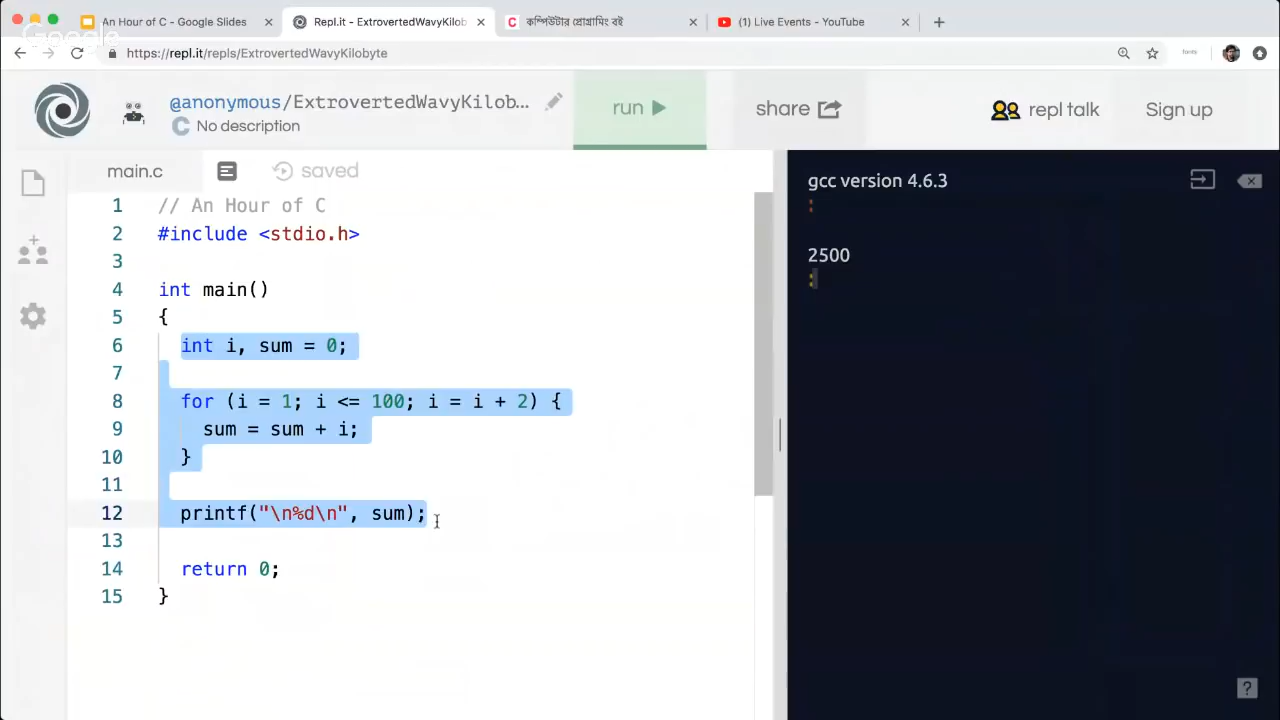 An Hour of C - Google Slides
Repl.it - ExtrovertedWavyKilob
কম্পিউটার প্রোগ্রামিং বই
(1) Live Events - YouTube
Google
https://repl.it/repls/ExtrovertedWavyKilobyte
@anonymous/ExtrovertedWavyKilob...
No description
run
share
repl talk
Sign up
main.c
saved
1 // An Hour of C
2 #include <stdio.h>
3
4 int main()
5 {
6 int i, sum = 0;
7
8 for (i = 1; i <= 100; i = i + 2) {
9 sum = sum + i;
10 }
11
12 printf("\n%d\n", sum);
13
14 return 0;
15 }
gcc version 4.6.3
:
2500
:
?